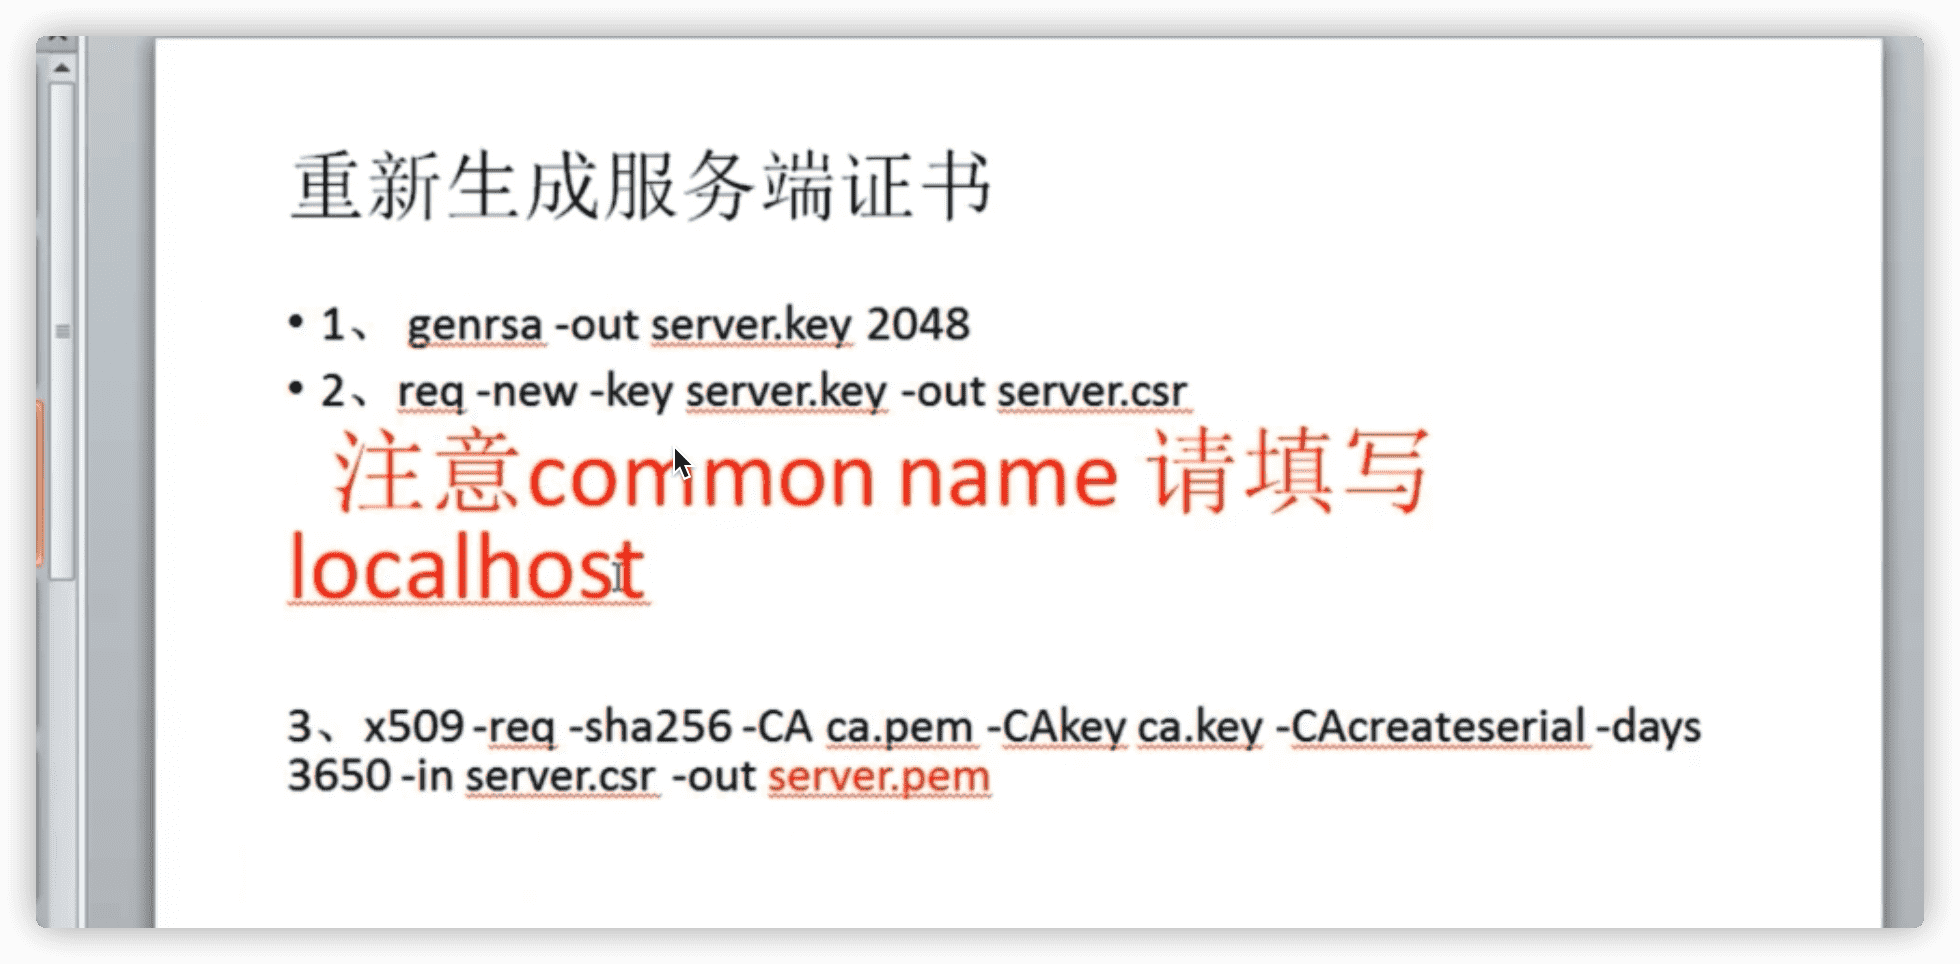 重新生成服务端证书
• 1、 genrsa -out server.key 2048
• 2、 req -new -key server.key -out server.csr
注意common name 请填写
localhost
3、x509 -req -sha256 -CA ca.pem -CAkey ca.key -CAcreateserial -days
3650 -in server.csr -out server.pem